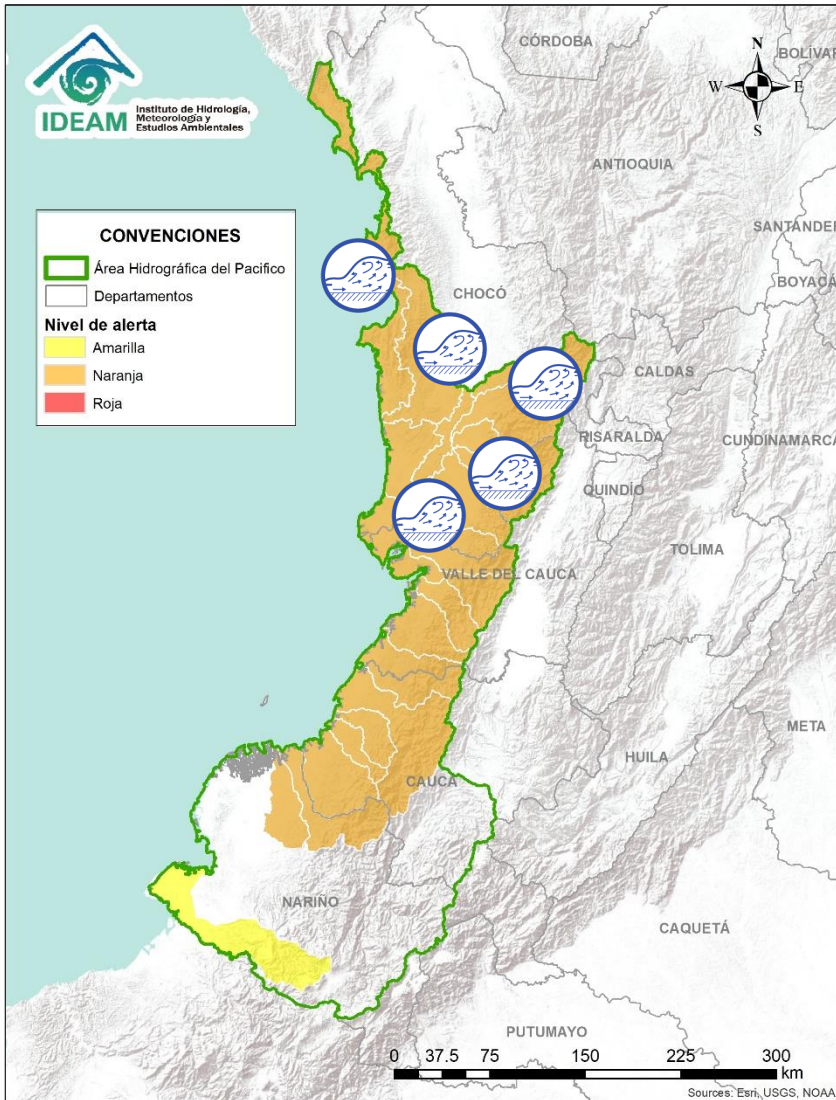 IDEAM
Instituto de Hidrología,
Meteorología y
Estudios Ambientales
N
W
E
S
CÓRDOBA
BOLÍVAR
ANTIOQUIA
SANTANDER
BOYACÁ
CHOCÓ
CALDAS
RISARALDA
CUNDINAMARCA
QUINDÍO
TOLIMA
VALLE DEL CAUCA
META
HUILA
CAUCA
NARIÑO
CAQUETÁ
PUTUMAYO
CONVENCIONES
Área Hidrográfica del Pacifico
Departamentos
Nivel de alerta
Amarilla
Naranja
Roja
0 37.5 75 150 225 300
km
Sources: Esri, USGS, NOAA